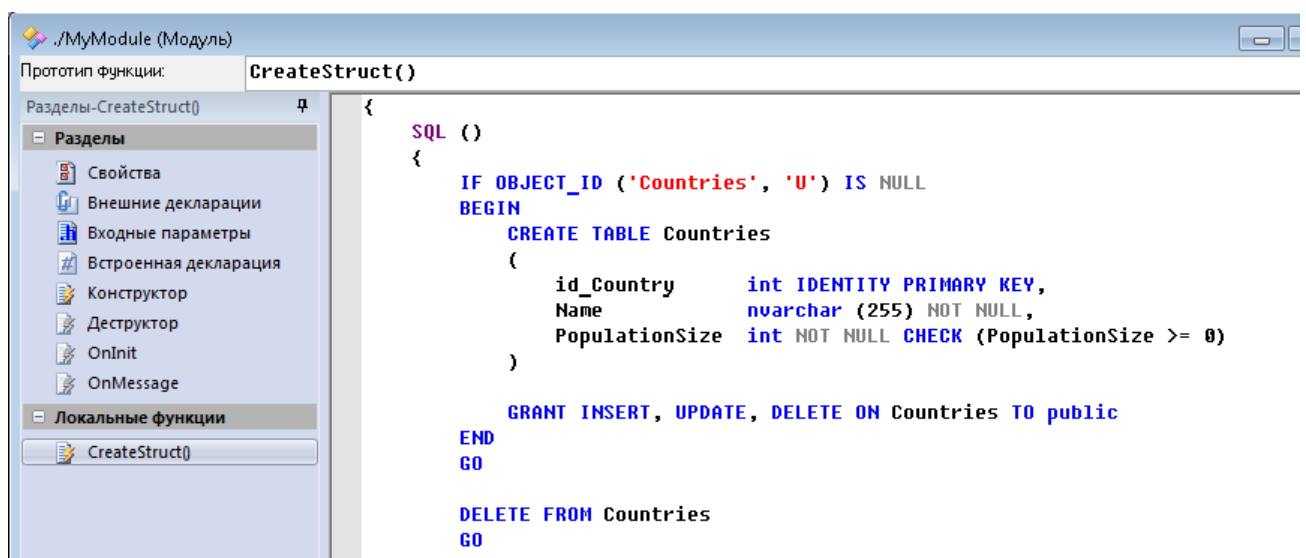 ./MyModule (Модуль)
Прототип функции: CreateStruct()
Разделы-CreateStruct()
Разделы
Свойства
Внешние декларации
Входные параметры
Встроенная декларация
Конструктор
Деструктор
OnInit
OnMessage
Локальные функции
CreateStruct()
{
SQL ()
{
IF OBJECT_ID ('Countries', 'U') IS NULL
BEGIN
CREATE TABLE Countries
(
id_Country int IDENTITY PRIMARY KEY,
Name nvarchar (255) NOT NULL,
PopulationSize int NOT NULL CHECK (PopulationSize >= 0)
)
GRANT INSERT, UPDATE, DELETE ON Countries TO public
END
GO
DELETE FROM Countries
GO